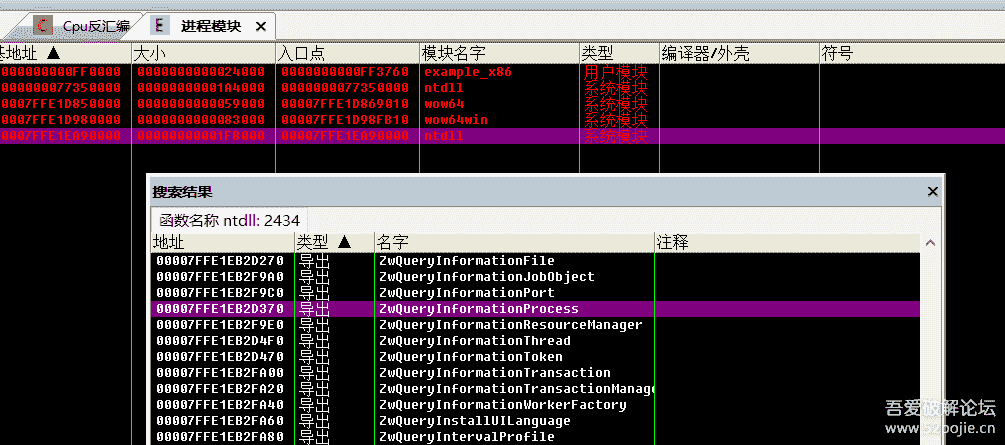 C Cpu反汇编 E 进程模块 ×
基地址 ▲ 大小 入口点 模块名字 类型 编译器/外壳 符号
0000000000FF0000 0000000000024000 0000000000FF3760 example_x86 用户模块
0000000077350000 00000000001A4000 0000000077350000 ntdll 系统模块
00007FFE1D850000 0000000000059000 00007FFE1D869010 wow64 系统模块
00007FFE1D980000 0000000000083000 00007FFE1D98FB10 wow64win 系统模块
00007FFE1EA90000 00000000001F8000 00007FFE1EA90000 ntdll 系统模块
搜索结果 ×
函数名称 ntdll: 2434
地址 类型 ▲ 名字 注释
00007FFE1EB2D270 导出 ZwQueryInformationFile
00007FFE1EB2F9A0 导出 ZwQueryInformationJobObject
00007FFE1EB2F9C0 导出 ZwQueryInformationPort
00007FFE1EB2D370 导出 ZwQueryInformationProcess
00007FFE1EB2F9E0 导出 ZwQueryInformationResourceManager
00007FFE1EB2D4F0 导出 ZwQueryInformationThread
00007FFE1EB2D470 导出 ZwQueryInformationToken
00007FFE1EB2FA00 导出 ZwQueryInformationTransaction
00007FFE1EB2FA20 导出 ZwQueryInformationTransactionManage
00007FFE1EB2FA40 导出 ZwQueryInformationWorkerFactory
00007FFE1EB2FA60 导出 ZwQueryInstallUILanguage
00007FFE1EB2FA80 导出 ZwQueryIntervalProfile
吾爱破解论坛
www.52pojie.cn